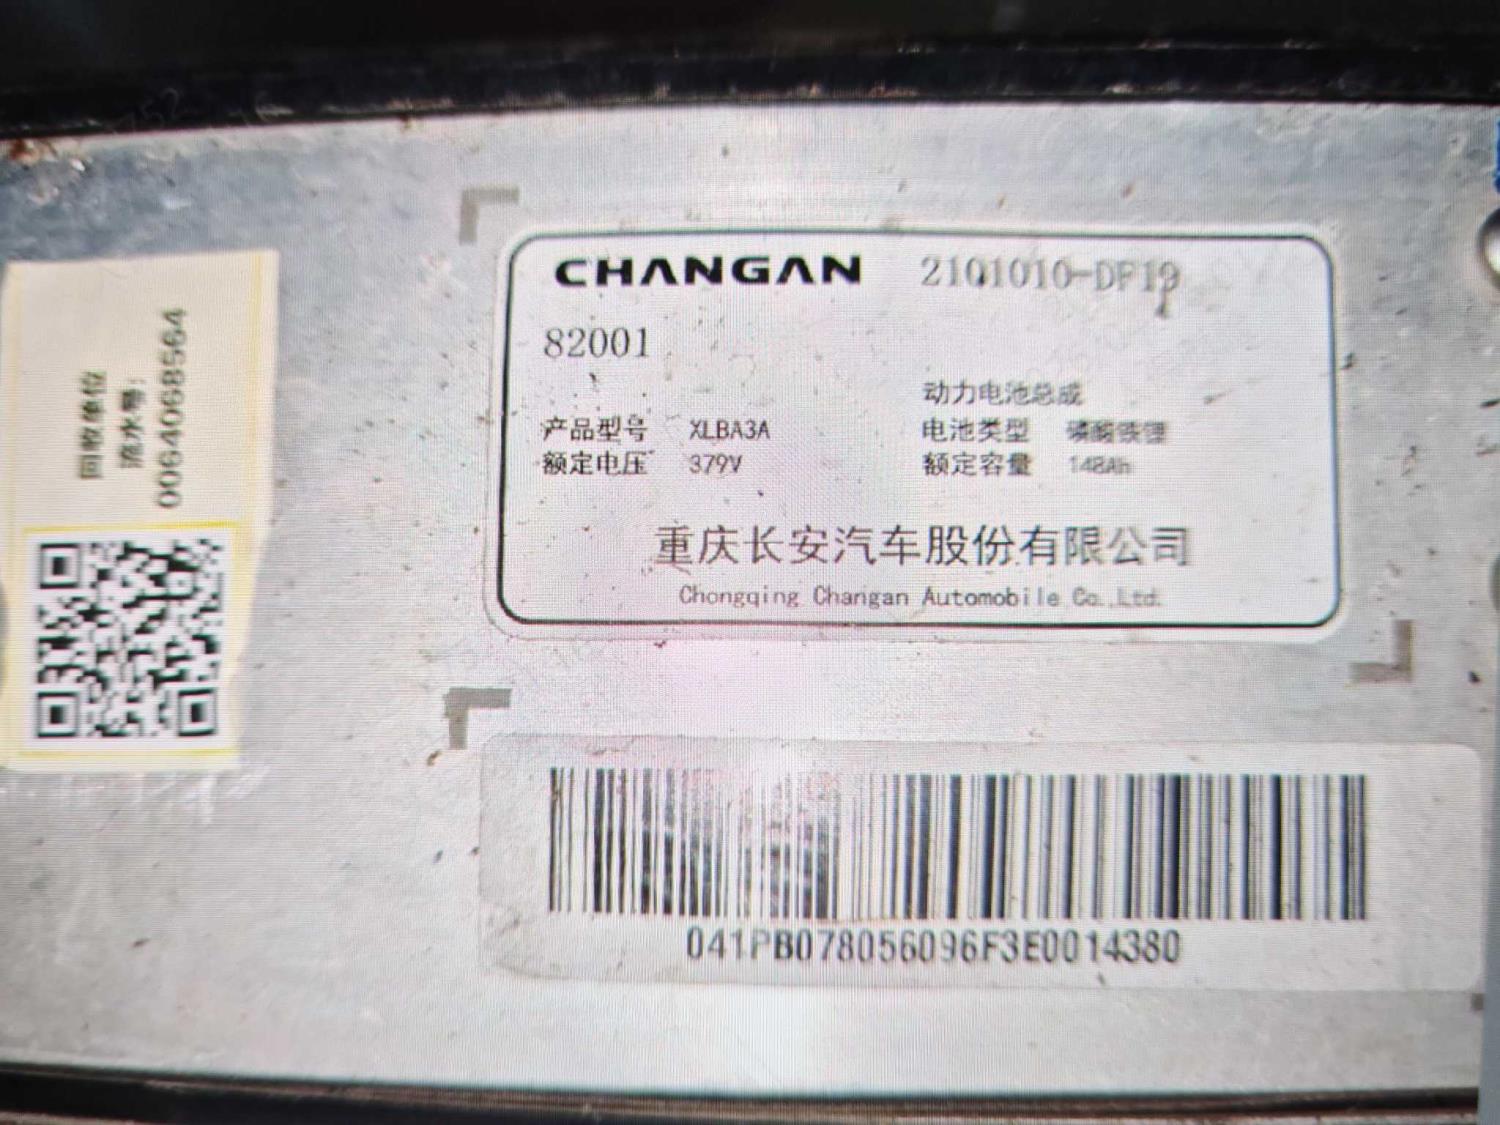 CHANGAN 2101010-DF19
82001
动力电池总成
产品型号 XLBA3A 电池类型 磷酸铁锂
额定电压 379V 额定容量 148Ah
重庆长安汽车股份有限公司
Chongqing Changan Automobile Co.,Ltd.
041PB078056096F3E0014380
回收单位
流水号:
0064068564